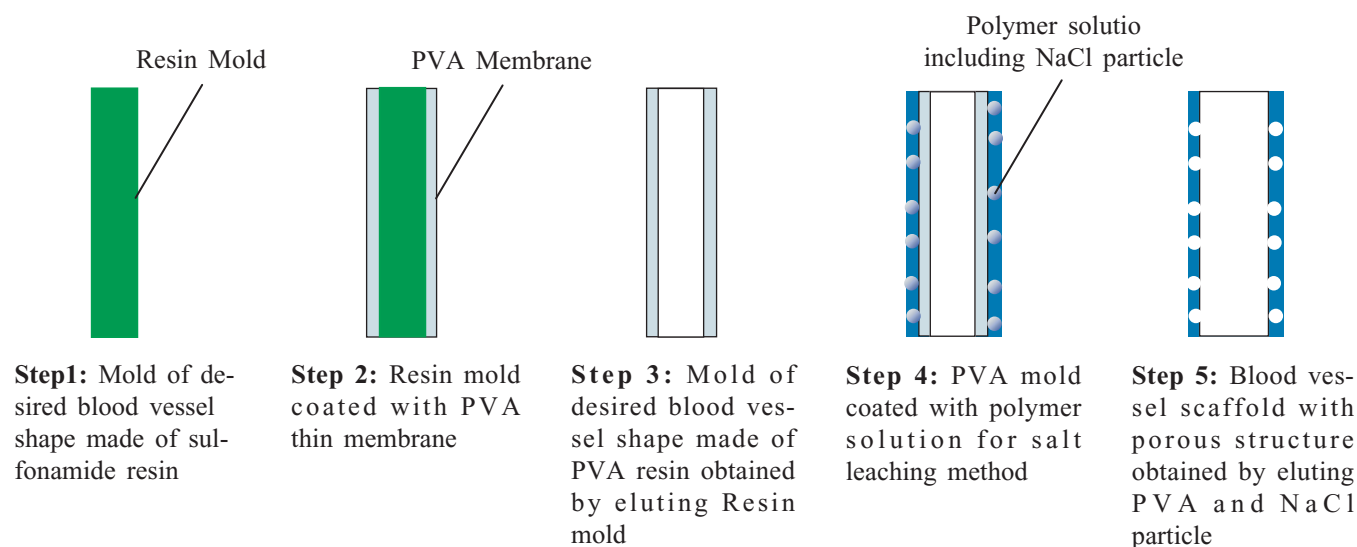 Resin Mold
PVA Membrane
Polymer solutio
including NaCl particle
Step1: Mold of de-
sired blood vessel
shape made of sul-
fonamide resin
Step 2: Resin mold
coated with PVA
thin membrane
Step 3: Mold of
desired blood ves-
sel shape made of
PVA resin obtained
by eluting Resin
mold
Step 4: PVA mold
coated with polymer
solution for salt
leaching method
Step 5: Blood ves-
sel scaffold with
porous structure
obtained by eluting
PVA and NaCl
particle